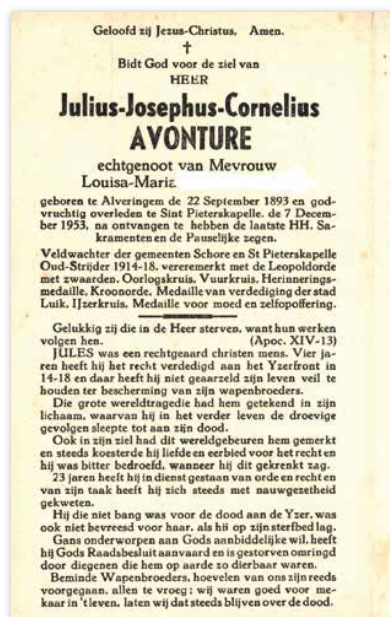 Geloofd zij Jezus-Christus. Amen.
†
Bidt God voor de ziel van
HEER
Julius-Josephus-Cornelius
AVONTURE
echtgenoot van Mevrouw
Louisa-Maria
geboren te Alveringem de 22 September 1893 en god-
vruchtig overleden te Sint Pieterskapelle, de 7 Decem-
ber 1953, na ontvangen te hebben de laatste HH. Sa-
kramenten en de Pauselijke zegen.
Veldwachter der gemeenten Schore en St Pieterskapelle
Oud-Strijder 1914-18, vereremerkt met de Leopoldorde
met zwaarden, Oorlogskruis, Vuurkruis, Herinnerings-
medaille, Kroonorde, Medaille van verdediging der stad
Luik, IJzerkruis, Medaille voor moed en zelfopoffering.
Gelukkig zij die in de Heer sterven, want hun werken
volgen hen. (Apoc. XIV-13)
JULES was een rechtgeaard christen mens. Vier ja-
ren heeft hij het recht verdedigd aan het Yzerfront in
14-18 en daar heeft hij niet geaarzeld zijn leven veil te
houden ter bescherming van zijn wapenbroeders.
Die grote wereldtragedie had hem getekend in zijn
lichaam, waarvan hij in het verder leven de droevige
gevolgen sleepte tot aan zijn dood.
Ook in zijn ziel had dit wereldgebeuren hem gemerkt
en steeds koesterde hij liefde en eerbied voor het recht en
hij was bitter bedroefd, wanneer hij dit gekrenkt zag.
23 jaren heeft hij in dienst gestaan van orde en recht en
van zijn taak heeft hij zich steeds met nauwgezetheid
gekweten.
Hij die niet bang was voor de dood aan de Yzer, was
ook niet bevreesd voor haar, als hij op zijn sterfbed lag.
Gans onderworpen aan Gods aanbiddelijke wil, heeft
hij Gods Raadsbesluit aanvaard en is gestorven omringd
door diegenen die hem op aarde zo dierbaar waren.
Beminde Wapenbroeders, hoevelen van ons zijn reeds
voorgegaan, allen te vroeg; wij waren goed voor me-
kaar in 't leven, laten wij dat steeds blijven over de dood.